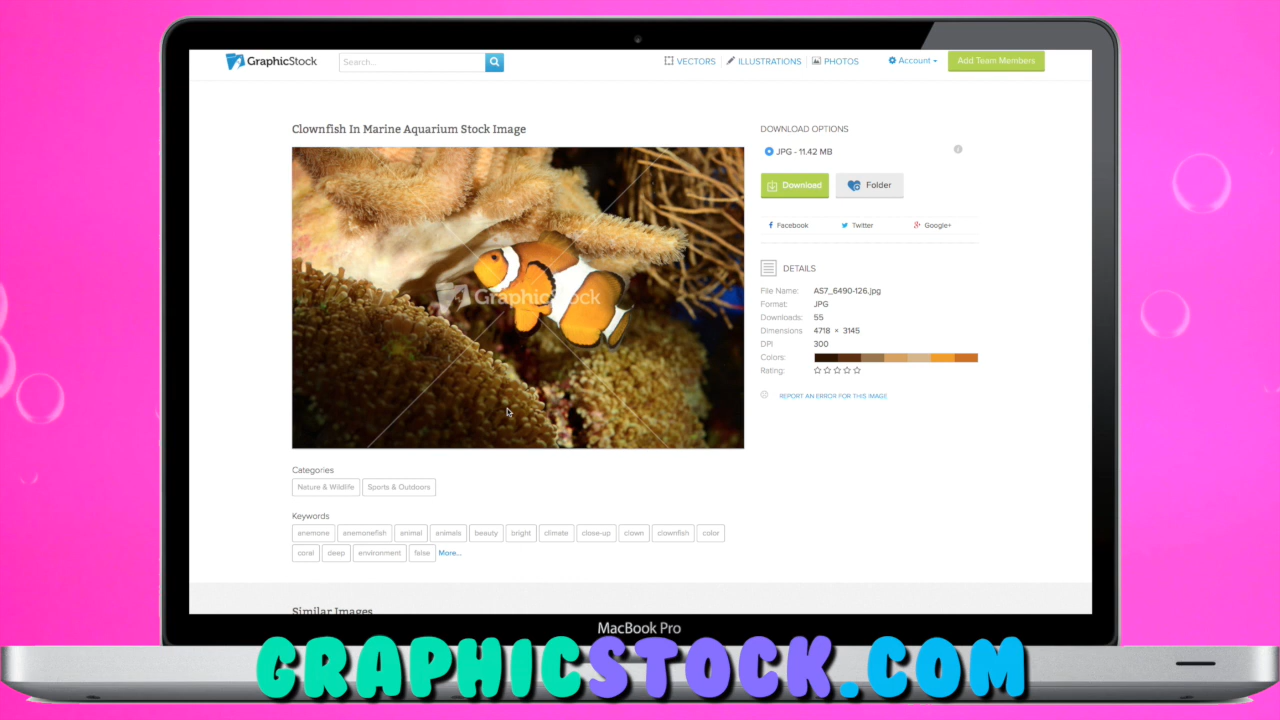 GraphicStock
Search...
VECTORS
ILLUSTRATIONS
PHOTOS
Account
Add Team Members
Clownfish In Marine Aquarium Stock Image
GraphicStock
DOWNLOAD OPTIONS
JPG - 11.42 MB
Download
Folder
Facebook
Twitter
Google+
DETAILS
File Name: AS7_6490-126.jpg
Format: JPG
Downloads: 55
Dimensions 4718 × 3145
DPI 300
Colors:
Rating:
REPORT AN ERROR FOR THIS IMAGE
Categories
Nature & Wildlife Sports & Outdoors
Keywords
anemone anemonefish animal animals beauty bright climate close-up clown clownfish color
coral deep environment false More...
Similar Images
MacBook Pro
GRAPHICSTOCK.COM